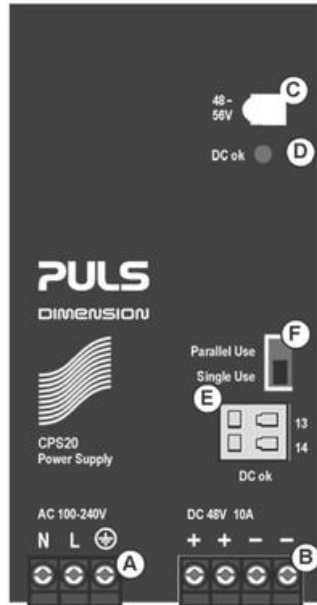 C
48-
56V
DC ok
D
PULS
DIMENSION
F
Parallel Use
Single Use
E
13
14
CPS20
Power Supply
DC ok
AC 100-240V
DC 48V 10A
N L
+ + − −
A
B